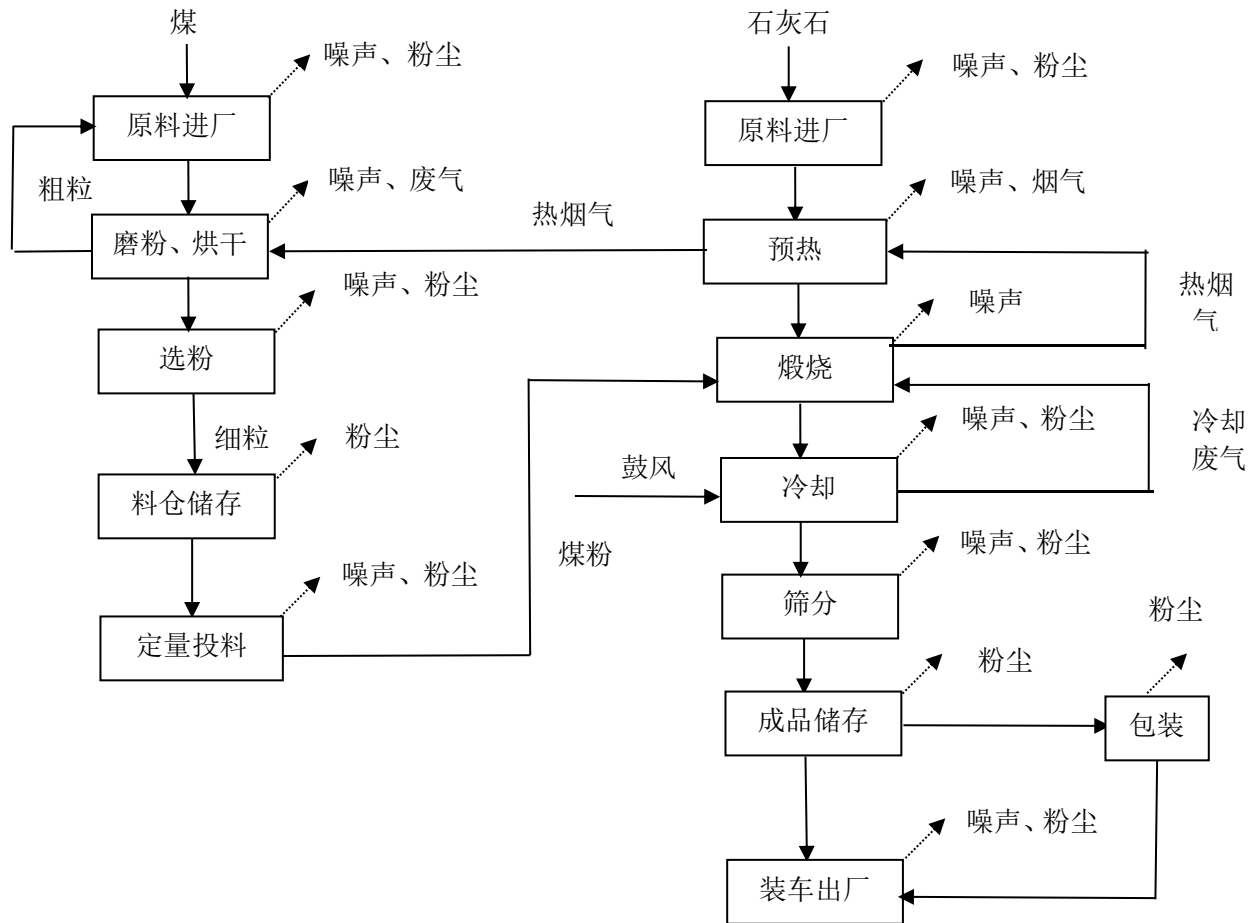 煤
石灰石
噪声、粉尘
噪声、粉尘
原料进厂
原料进厂
粗粒
噪声、废气
噪声、烟气
热烟气
磨粉、烘干
预热
噪声、粉尘
噪声
热烟
气
选粉
煅烧
细粒
粉尘
噪声、粉尘
冷却
废气
料仓储存
鼓风
冷却
煤粉
噪声、粉尘
噪声、粉尘
筛分
粉尘
定量投料
粉尘
成品储存
包装
噪声、粉尘
装车出厂